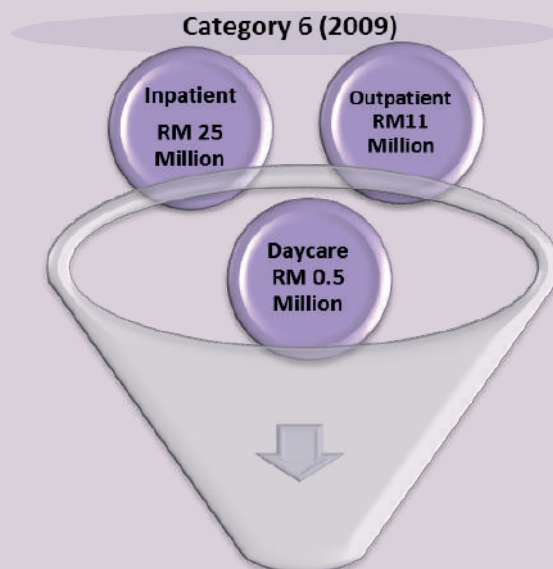 Category 6 (2009)
Inpatient
RM 25
Million
Outpatient
RM11
Million
Daycare
RM 0.5
Million